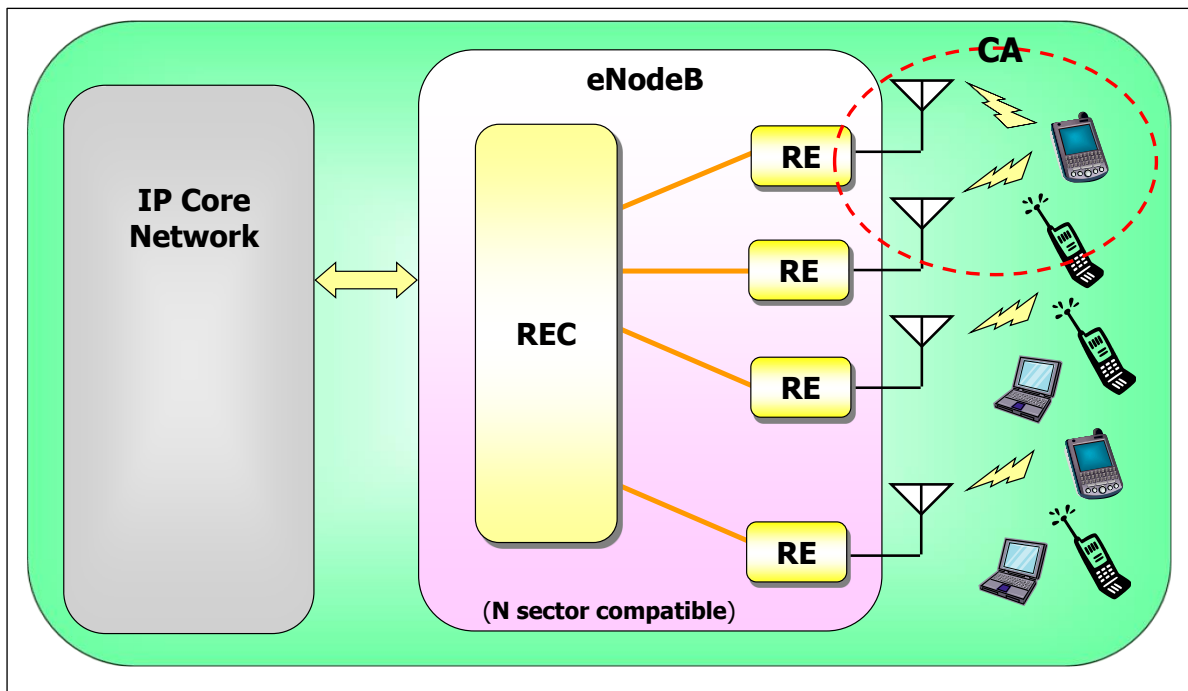 CA
eNodeB
RE
IP Core
Network
RE
REC
RE
RE
(N sector compatible)